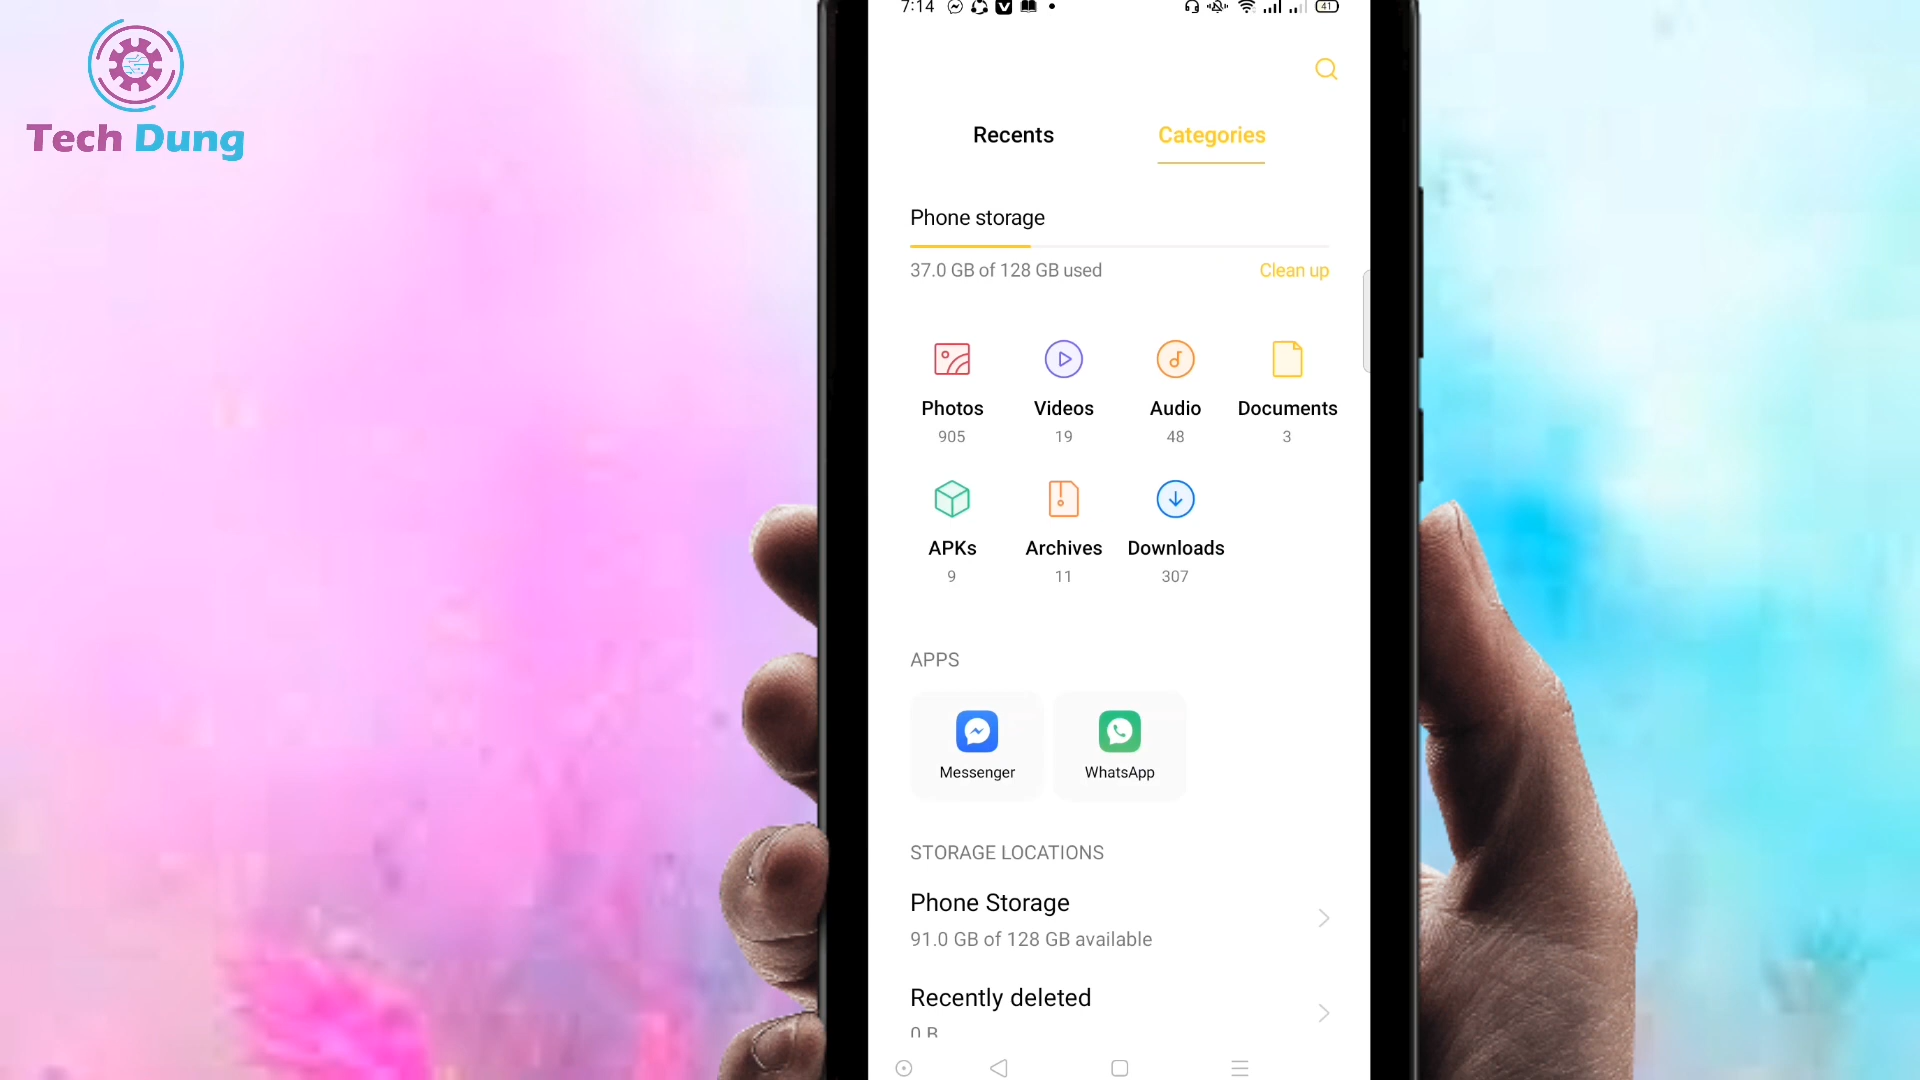 Tech Dung
7:14
41
Recents
Categories
Phone storage
37.0 GB of 128 GB used
Clean up
Photos
Videos
Audio
Documents
905
19
48
3
APKs
Archives
Downloads
9
11
307
APPS
Messenger
WhatsApp
STORAGE LOCATIONS
Phone Storage
91.0 GB of 128 GB available
Recently deleted
0 B